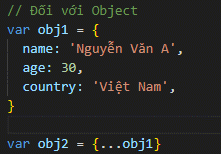 // Đối với Object
var obj1 = {
name: 'Nguyễn Văn A',
age: 30,
country: 'Việt Nam',
}
var obj2 = {...obj1}